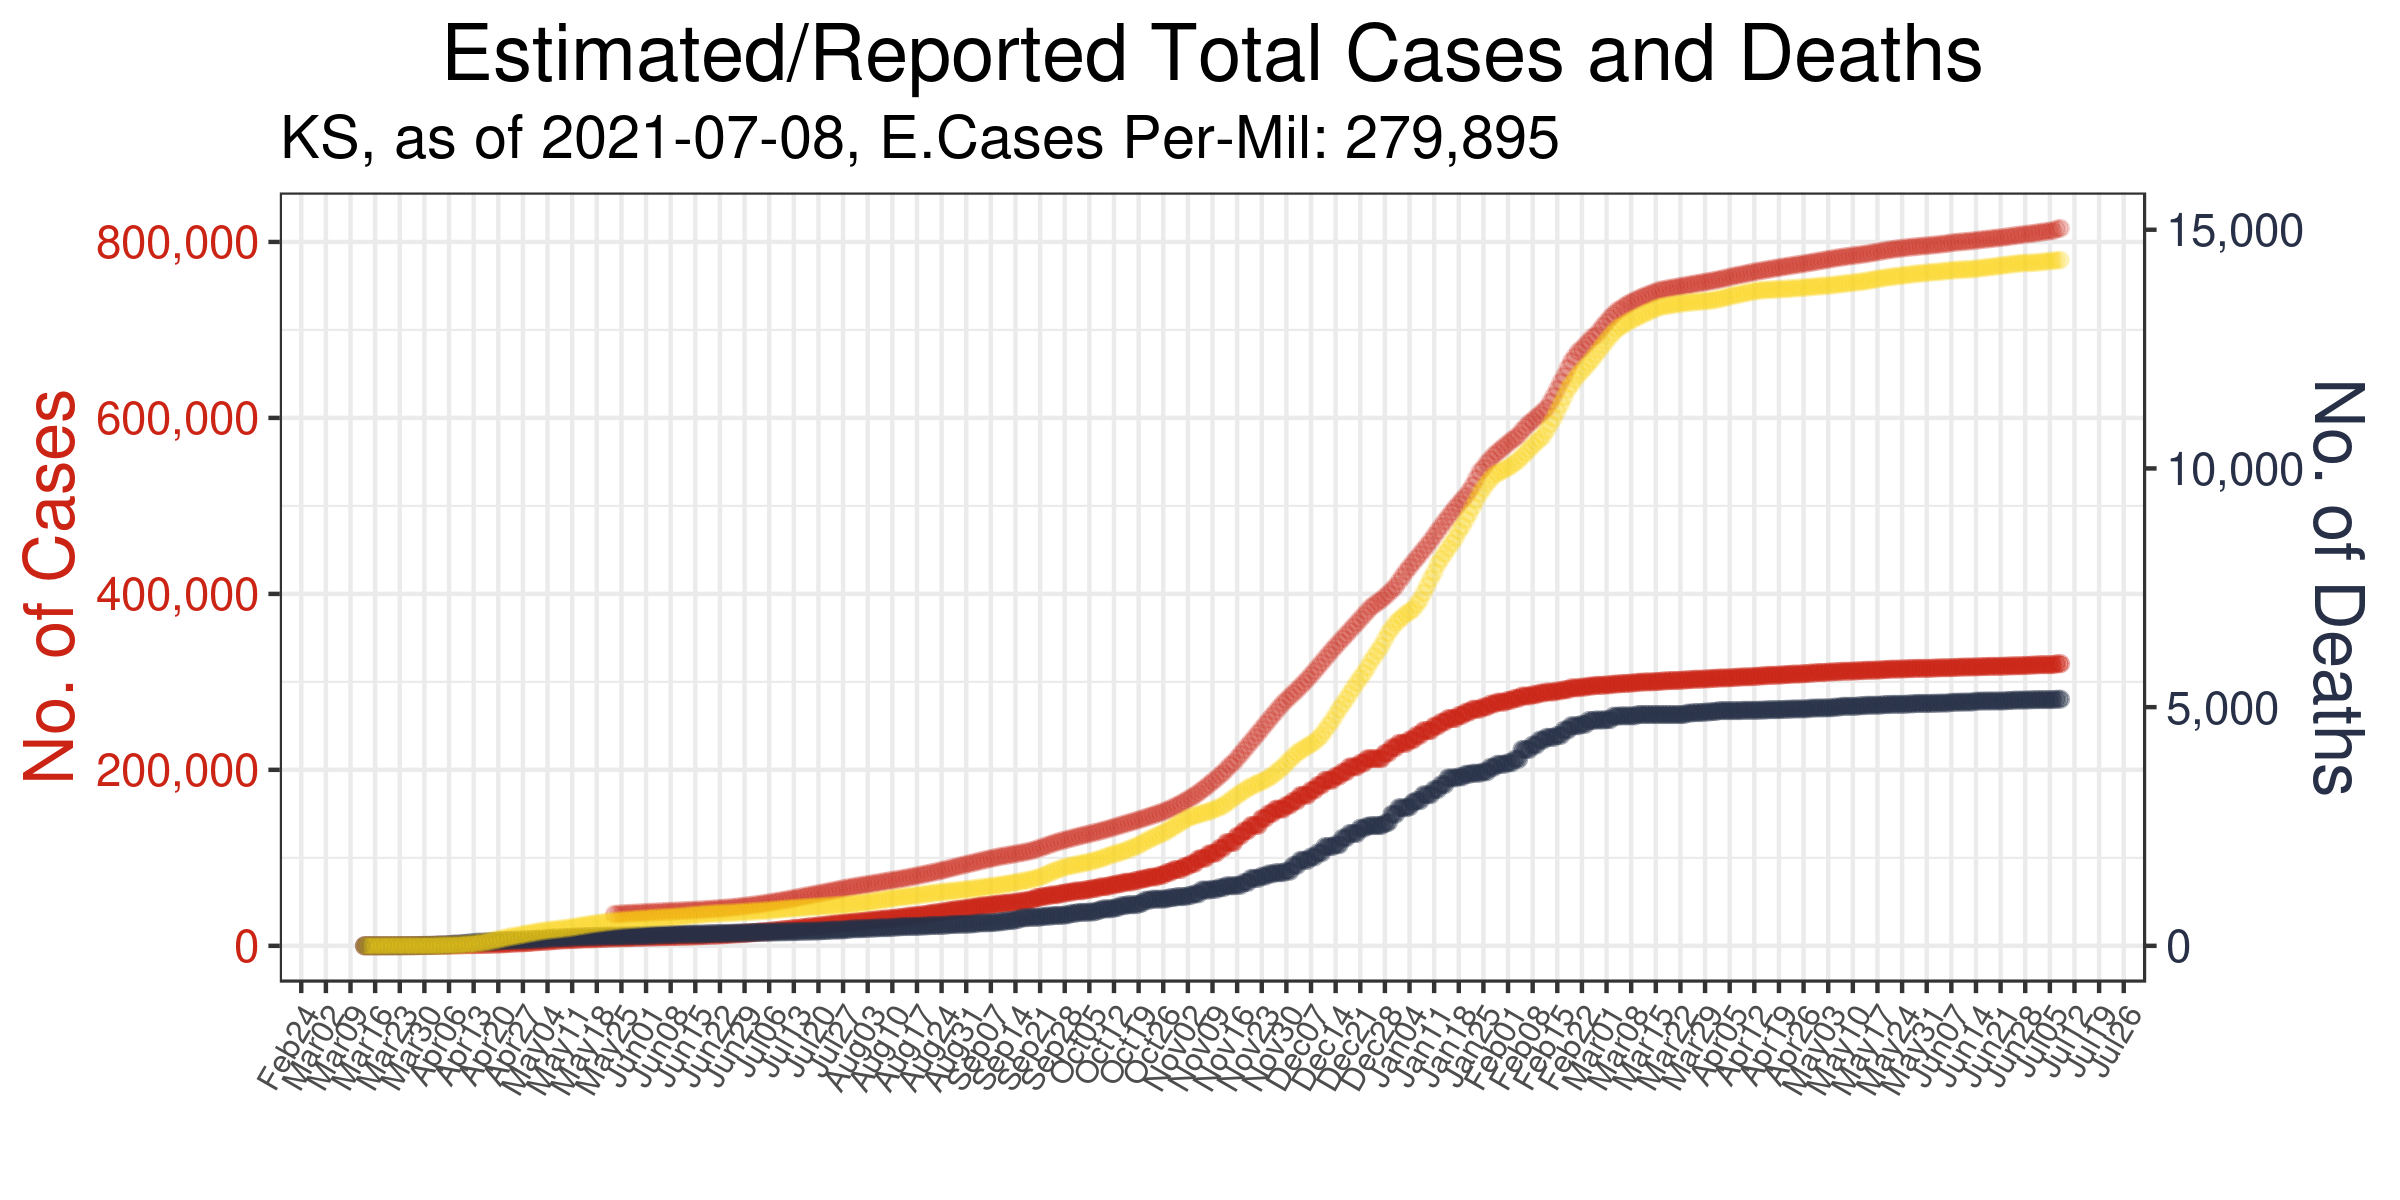 Estimated/Reported Total Cases and Deaths
KS, as of 2021-07-08, E.Cases Per-Mil: 279,895
No. of Cases
800,000
600,000
400,000
200,000
0
15,000
10,000
5,000
0
No. of Deaths
Feb24
Mar02
Mar09
Mar16
Mar23
Mar30
Apr06
Apr13
Apr20
Apr27
May04
May11
May18
May25
Jun01
Jun08
Jun15
Jun22
Jun29
Jul06
Jul13
Jul20
Jul27
Aug03
Aug10
Aug17
Aug24
Aug31
Sep07
Sep14
Sep21
Sep28
Oct05
Oct12
Oct19
Oct26
Nov02
Nov09
Nov16
Nov23
Nov30
Dec07
Dec14
Dec21
Dec28
Jan04
Jan11
Jan18
Jan25
Feb01
Feb08
Feb15
Feb22
Mar01
Mar08
Mar15
Mar22
Mar29
Apr05
Apr12
Apr19
Apr26
May03
May10
May17
May24
May31
Jun07
Jun14
Jun21
Jun28
Jul05
Jul12
Jul19
Jul26